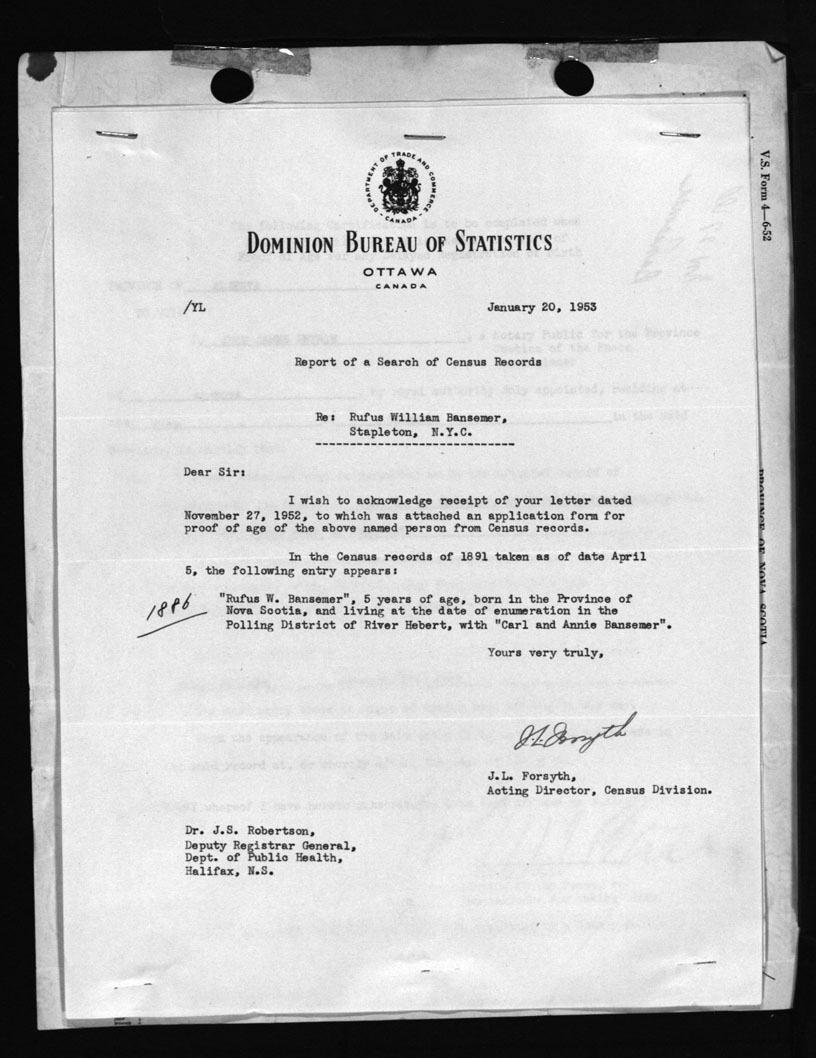 DEPARTMENT OF TRADE AND COMMERCE
CANADA
DOMINION BUREAU OF STATISTICS
OTTAWA
CANADA
/YL January 20, 1953
Report of a Search of Census Records
Re: Rufus William Bansemer,
Stapleton, N.Y.C.
Dear Sir:
I wish to acknowledge receipt of your letter dated
November 27, 1952, to which was attached an application form for
proof of age of the above named person from Census records.
In the Census records of 1891 taken as of date April
5, the following entry appears:
1886
"Rufus W. Bansemer", 5 years of age, born in the Province of
Nova Scotia, and living at the date of enumeration in the
Polling District of River Hebert, with "Carl and Annie Bansemer".
Yours very truly,
J.L. Forsyth
J.L. Forsyth,
Acting Director, Census Division.
Dr. J.S. Robertson,
Deputy Registrar General,
Dept. of Public Health,
Halifax, N.S.
V.S. Form 4—6-52
PROVINCE OF NOVA SCOTIA